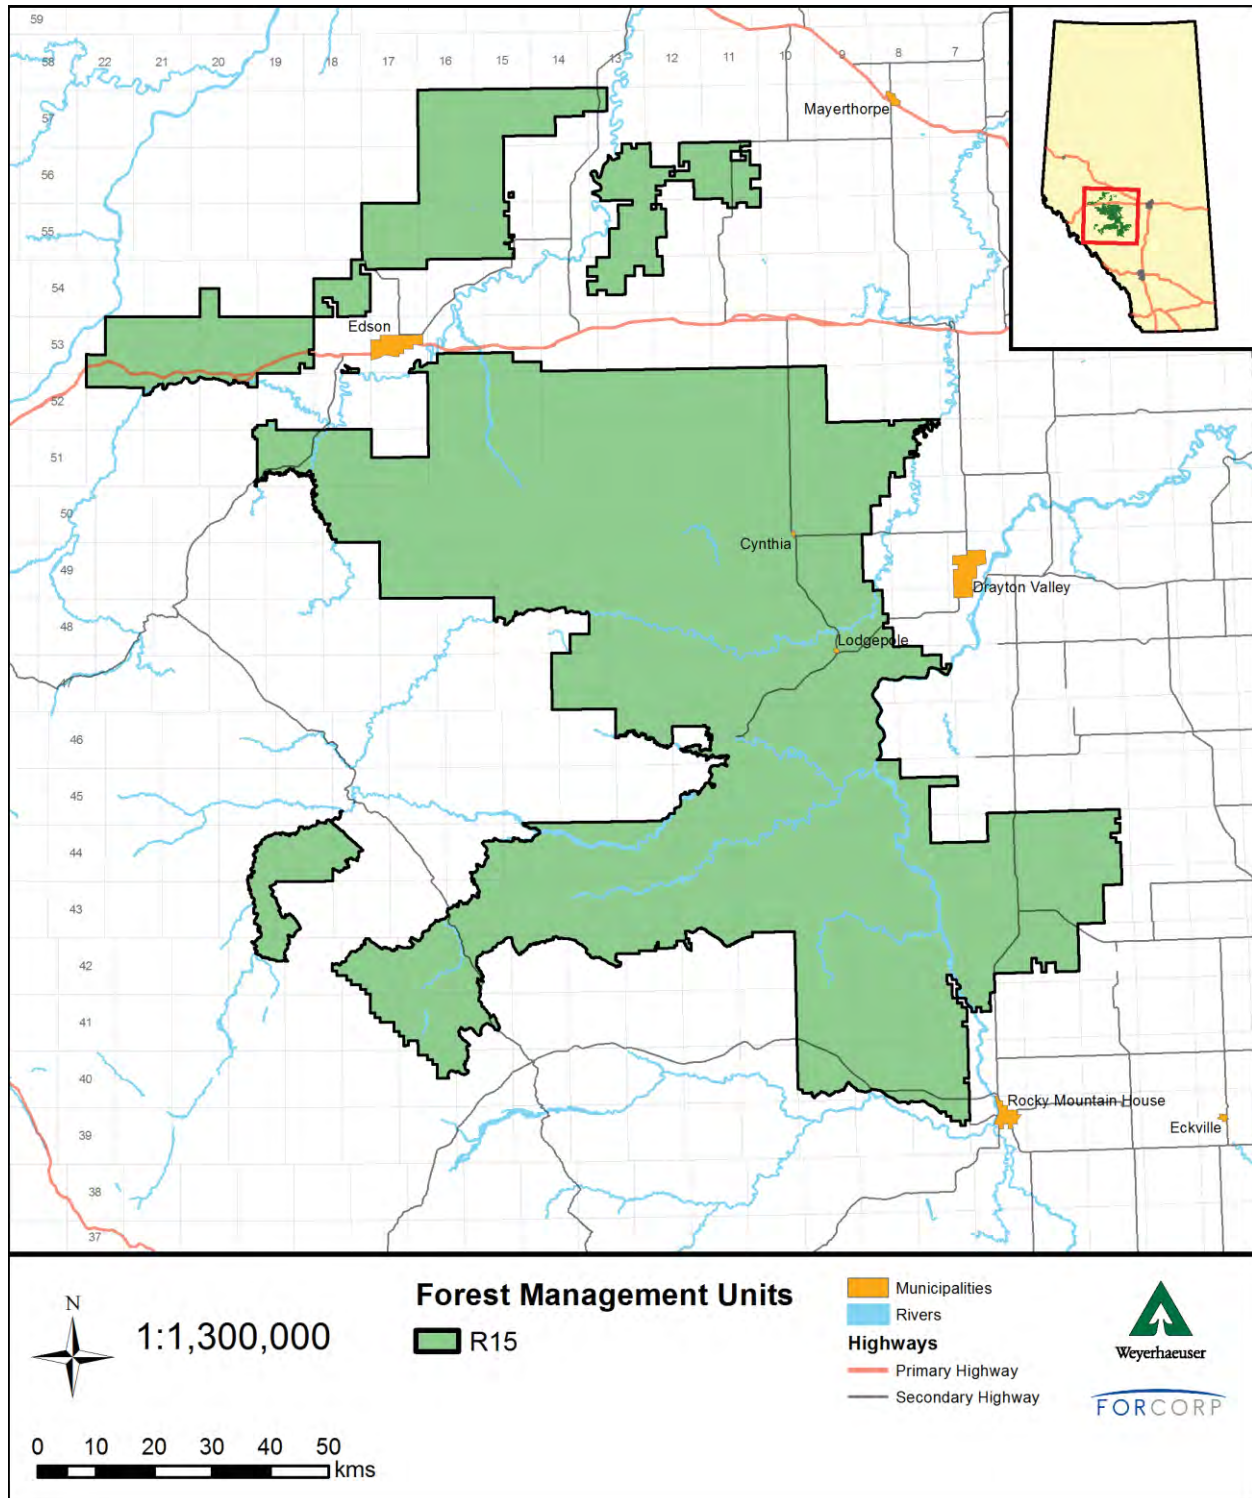 59
58 22 21 20 19 18 17 16 15 14 13 12 11 10 9 8 7
Mayerthorpe
57
56
55
54
Edson
53
52
51
50
Cynthia
49
Drayton Valley
48
Lodgepole
47
46
45
44
43
42
41
40
Rocky Mountain House
39
Eckville
38
37
N
1:1,300,000
Forest Management Units
R15
Municipalities
Rivers
Highways
Primary Highway
Secondary Highway
Weyerhaeuser
FORCORP
0 10 20 30 40 50
kms